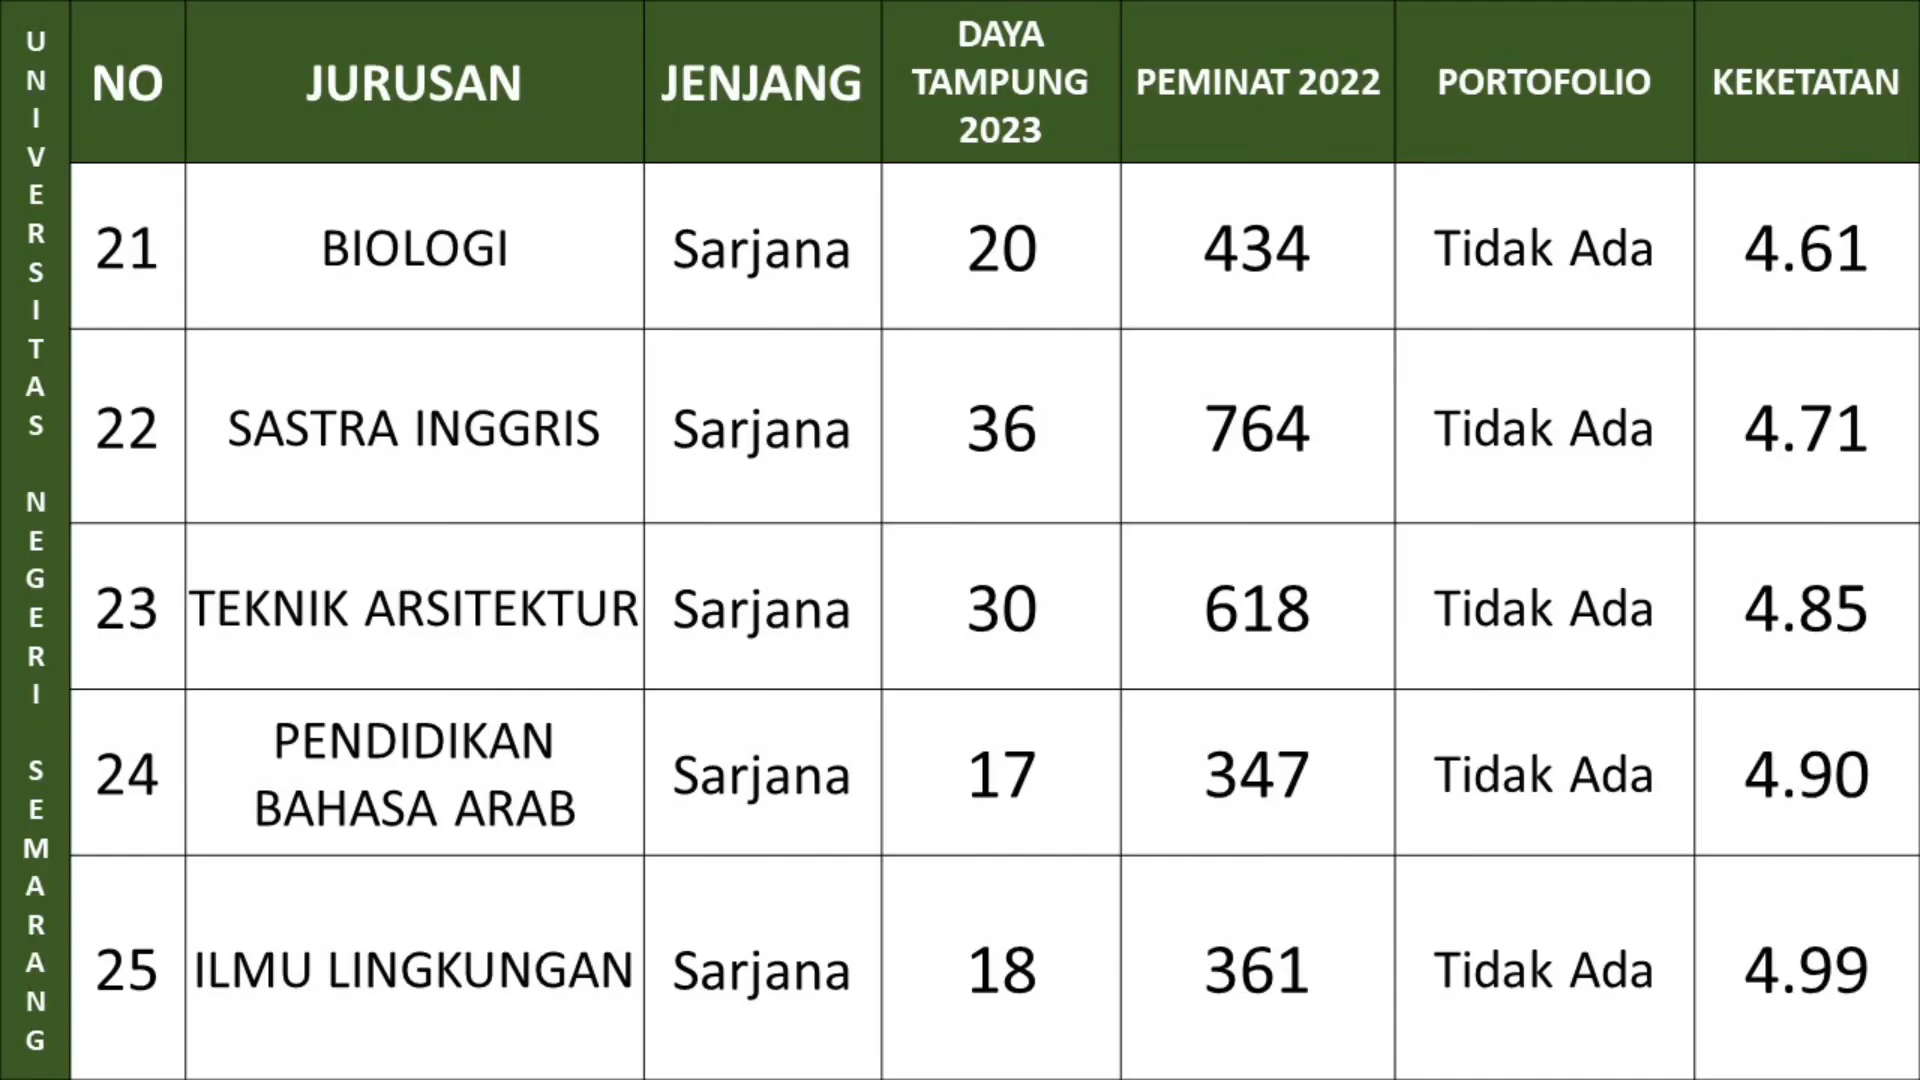 UNIVERSITAS NEGERI SEMARANG
NO JURUSAN JENJANG DAYA TAMPUNG 2023 PEMINAT 2022 PORTOFOLIO KEKETATAN
21 BIOLOGI Sarjana 20 434 Tidak Ada 4.61
22 SASTRA INGGRIS Sarjana 36 764 Tidak Ada 4.71
23 TEKNIK ARSITEKTUR Sarjana 30 618 Tidak Ada 4.85
24 PENDIDIKAN BAHASA ARAB Sarjana 17 347 Tidak Ada 4.90
25 ILMU LINGKUNGAN Sarjana 18 361 Tidak Ada 4.99